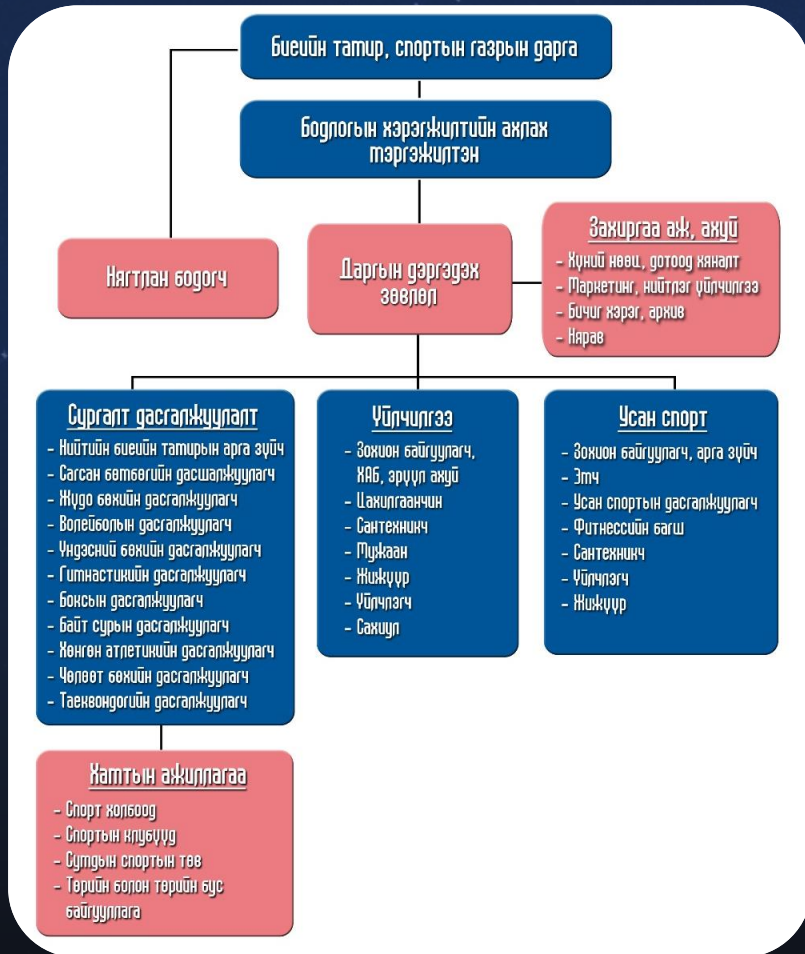 Биеийн тамир, спортын газрын дарга
Бодлогын хэрэгжилтийн ахлах
мэргэжилтэн
Нягтлан бодогч
Даргын дэргэдэх
зөвлөл
Захиргаа аж, ахуй
- Хүний нөөц, дотоод хяналт
- Маркетинг, нийтлэг үйлчилгээ
- Бичиг хэрэг, архив
- Нярав
Сургалт дасгалжуулалт
- Нийтийн биеийн тамирын арга зүйч
- Сагсан бөмбөгийн дасшалжуулагч
- Жүдо бөхийн дасгалжуулагч
- Волейболын дасгалжуулагч
- Үндэсний бөхийн дасгалжуулагч
- Гимнастикийн дасгалжуулагч
- Боксын дасгалжуулагч
- Байт сурын дасгалжуулагч
- Хөнгөн атлетикийн дасгалжуулагч
- Чөлөөт бөхийн дасгалжуулагч
- Таеквондогийн дасгалжуулагч
Үйлчилгээ
- Зохион байгуулагч,
ХАБ, эрүүл ахуй
- Цахилгаанчин
- Сантехникч
- Мужаан
- Жижүүр
- Үйлчлэгч
- Сахиул
Усан спорт
- Зохион байгуулагч, арга зүйч
- Эмч
- Усан спортын дасгалжуулагч
- Фитнессийн багш
- Сантехникч
- Үйлчлэгч
- Жижүүр
Хамтын ажиллагаа
- Спорт холбоод
- Спортын клубүүд
- Сумдын спортын төв
- Төрийн болон төрийн бус
байгууллага